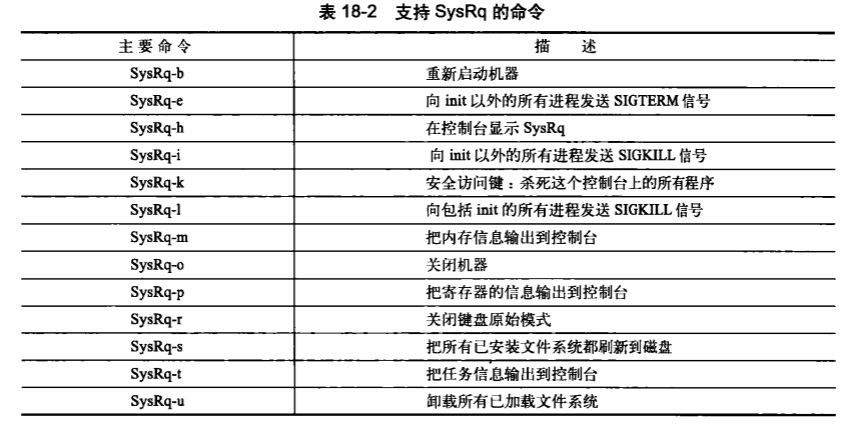 表 18-2 支持 SysRq 的命令
主要命令 描 述
SysRq-b 重新启动机器
SysRq-e 向 init 以外的所有进程发送 SIGTERM 信号
SysRq-h 在控制台显示 SysRq
SysRq-i 向 init 以外的所有进程发送 SIGKILL 信号
SysRq-k 安全访问键：杀死这个控制台上的所有程序
SysRq-l 向包括 init 的所有进程发送 SIGKILL 信号
SysRq-m 把内存信息输出到控制台
SysRq-o 关闭机器
SysRq-p 把寄存器的信息输出到控制台
SysRq-r 关闭键盘原始模式
SysRq-s 把所有已安装文件系统都刷新到磁盘
SysRq-t 把任务信息输出到控制台
SysRq-u 卸载所有已加载文件系统